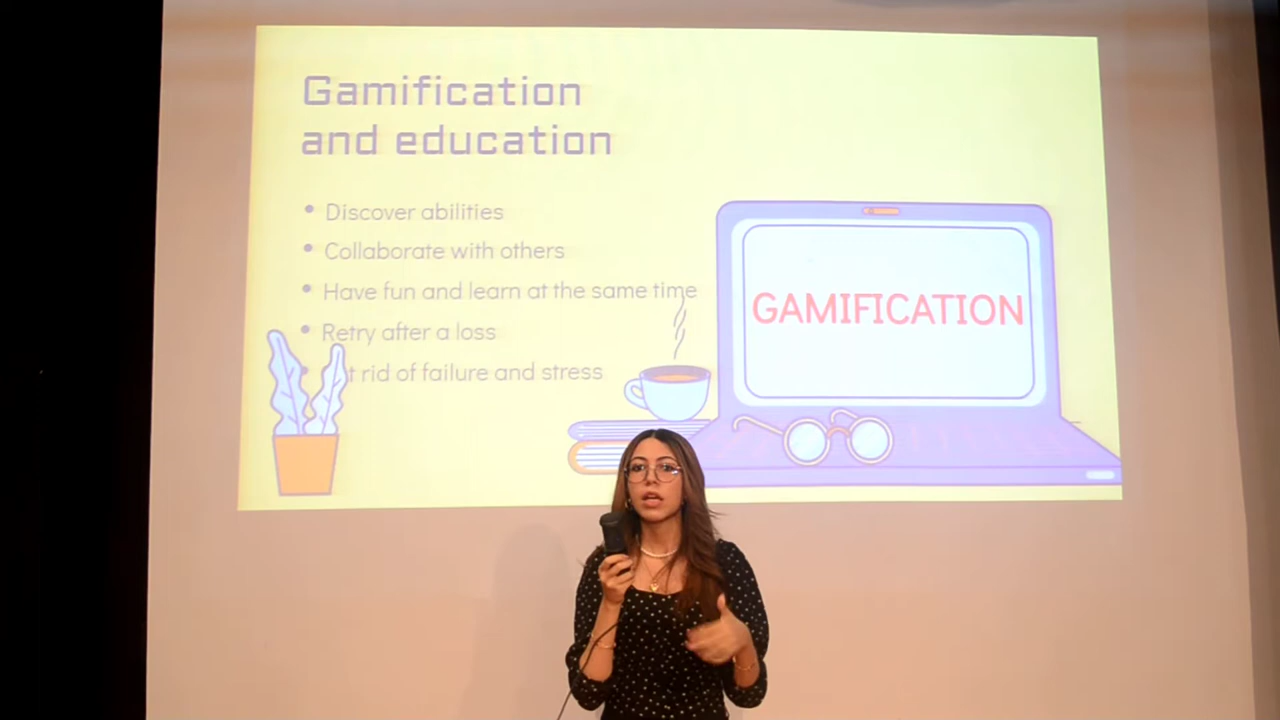 Gamification
and education
• Discover abilities
• Collaborate with others
• Have fun and learn at the same time
• Retry after a loss
rid of failure and stress
GAMIFICATION